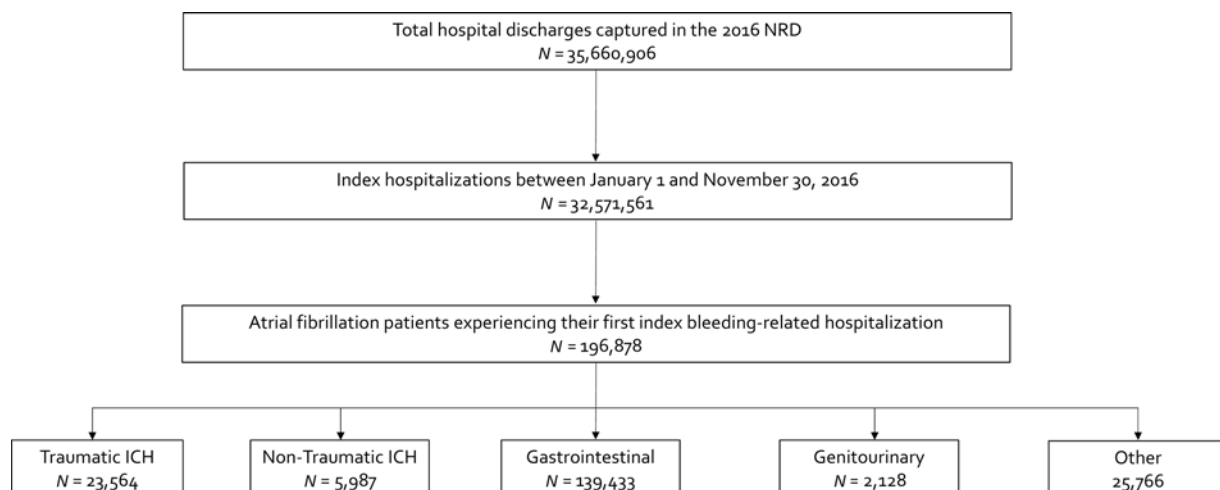 Total hospital discharges captured in the 2016 NRD
N = 35,660,906
Index hospitalizations between January 1 and November 30, 2016
N = 32,571,561
Atrial fibrillation patients experiencing their first index bleeding-related hospitalization
N = 196,878
Traumatic ICH
N = 23,564
Non-Traumatic ICH
N = 5,987
Gastrointestinal
N = 139,433
Genitourinary
N = 2,128
Other
25,766